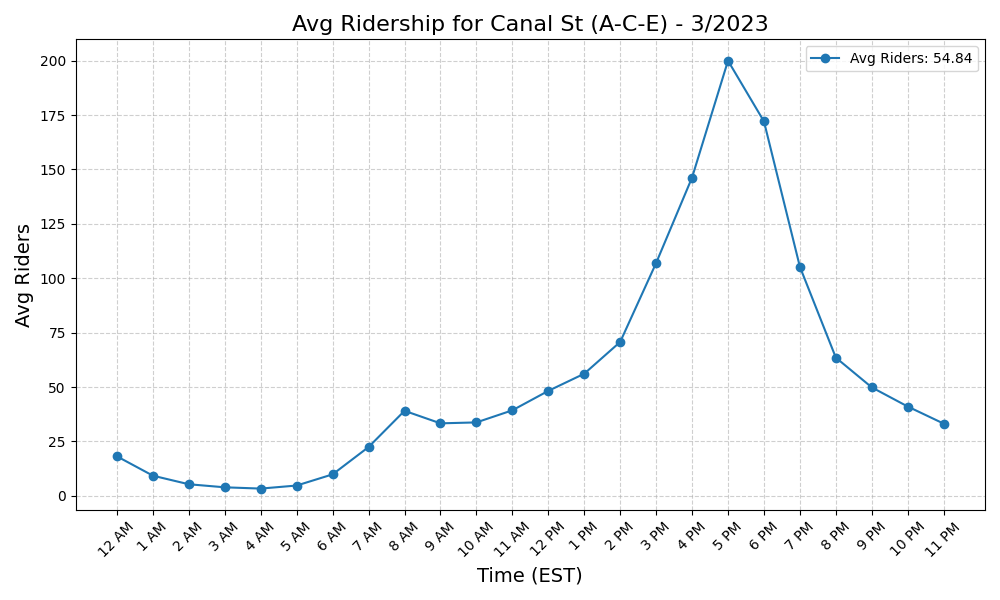 Avg Ridership for Canal St (A-C-E) - 3/2023
Avg Riders: 54.84
Avg Riders
200
175
150
125
100
75
50
25
0
12 AM
1 AM
2 AM
3 AM
4 AM
5 AM
6 AM
7 AM
8 AM
9 AM
10 AM
11 AM
12 PM
1 PM
2 PM
3 PM
4 PM
5 PM
6 PM
7 PM
8 PM
9 PM
10 PM
11 PM
Time (EST)